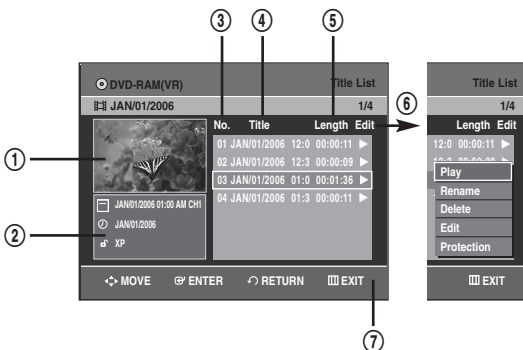 ③ ④ ⑤
DVD-RAM(VR) Title List
JAN/01/2006 1/4
No. Title Length Edit
01 JAN/01/2006 12:0 00:00:11 ▶
02 JAN/01/2006 12:3 00:00:09 ▶
03 JAN/01/2006 01:0 00:01:36 ▶
04 JAN/01/2006 01:3 00:00:11 ▶
①
②
JAN/01/2006 01:00 AM CH1
JAN/01/2006
XP
MOVE ENTER RETURN EXIT
⑦
⑥
Title List
1/4
Length Edit
12:0 00:00:11 ▶
Play
Rename
Delete
Edit
Protection
EXIT